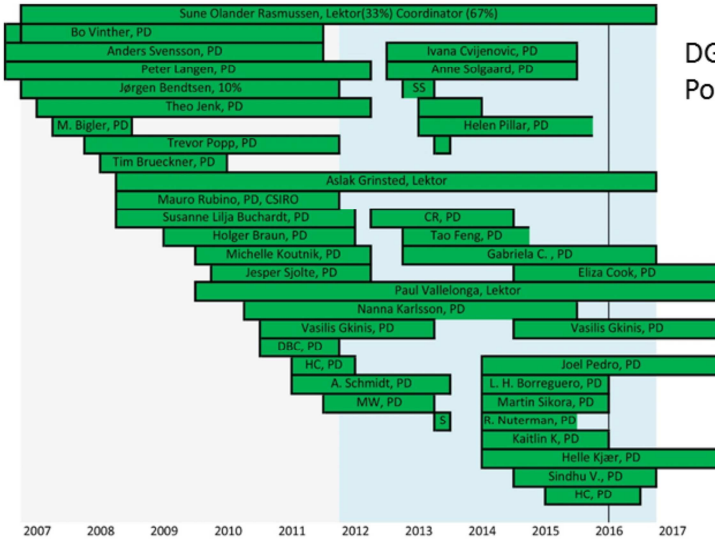 Sune Olander Rasmussen, Lektor(33%) Coordinator (67%)
Bo Vinther, PD
Anders Svensson, PD Ivana Cvijenovic, PD
Peter Langen, PD Anne Solgaard, PD
Jørgen Bendtsen, 10% SS
Theo Jenk, PD
M. Bigler, PD Helen Pillar, PD
Trevor Popp, PD
Tim Brueckner, PD
Aslak Grinsted, Lektor
Mauro Rubino, PD, CSIRO
Susanne Lilja Buchardt, PD CR, PD
Holger Braun, PD Tao Feng, PD
Michelle Koutnik, PD Gabriela C. , PD
Jesper Sjolte, PD Eliza Cook, PD
Paul Vallelonga, Lektor
Nanna Karlsson, PD
Vasilis Gkinis, PD Vasilis Gkinis, PD
DBC, PD
HC, PD Joel Pedro, PD
A. Schmidt, PD L. H. Borreguero, PD
MW, PD Martin Sikora, PD
S R. Nuterman, PD
Kaitlin K, PD
Helle Kjær, PD
Sindhu V., PD
HC, PD
2007 2008 2009 2010 2011 2012 2013 2014 2015 2016 2017
DG
Po